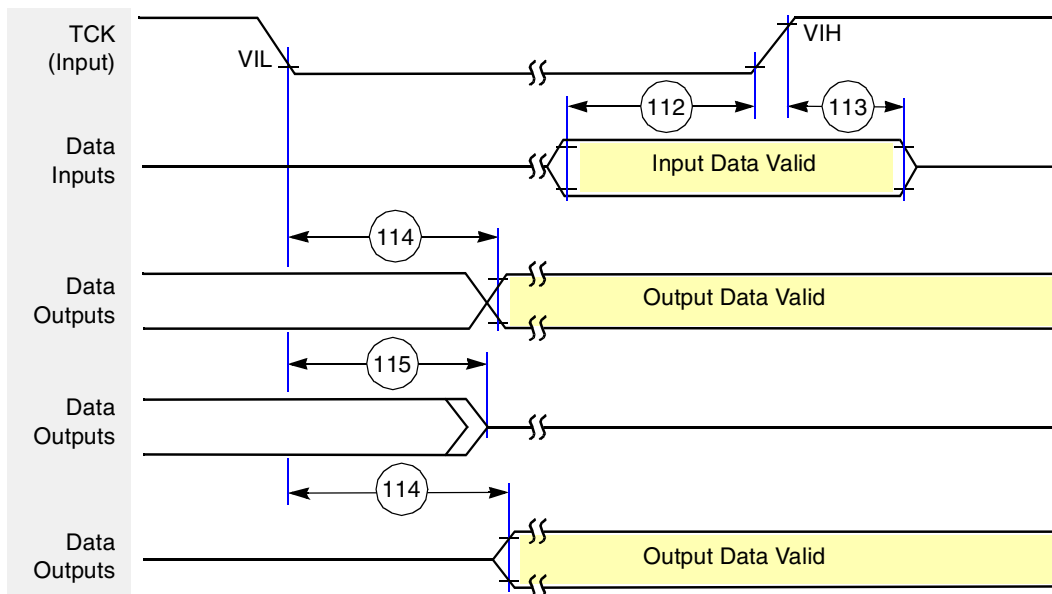 TCK
(Input)
VIL
VIH
112
113
Data
Inputs
Input Data Valid
114
Data
Outputs
Output Data Valid
115
Data
Outputs
114
Data
Outputs
Output Data Valid